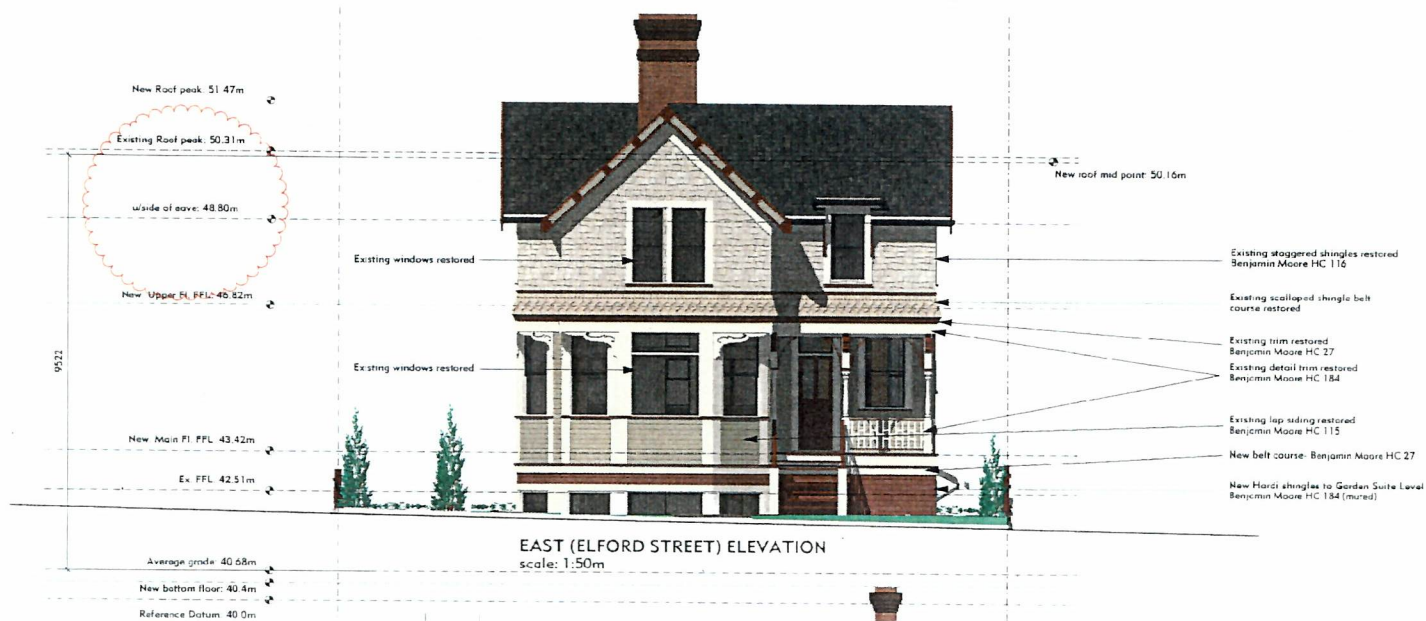 New Roof peak: 51.47m
Existing Roof peak: 50.31m
New roof mid point: 50.16m
u/side of eave: 48.80m
Existing windows restored
Existing staggered shingles restored
Benjamin Moore HC 116
New Upper Fl. FFL: 46.82m
Existing scalloped shingle belt
course restored
Existing trim restored
Benjamin Moore HC 27
9522
Existing windows restored
Existing detail trim restored
Benjamin Moore HC 184
Existing lap siding restored
Benjamin Moore HC 115
New Main Fl. FFL 43.42m
New belt course- Benjamin Moore HC 27
Ex. FFL 42.51m
New Hardi shingles to Garden Suite Level
Benjamin Moore HC 184 (muted)
EAST (ELFORD STREET) ELEVATION
scale: 1:50m
Average grade: 40.68m
New bottom floor: 40.4m
Reference Datum: 40.0m